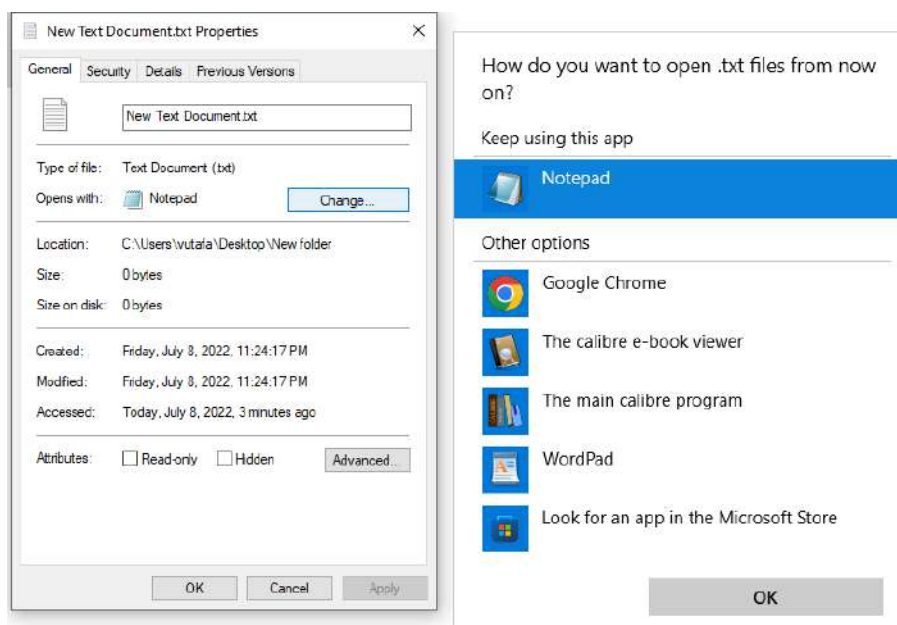 New Text Document.txt Properties
General Security Details Previous Versions
New Text Document.txt
Type of file: Text Document (txt)
Opens with: Notepad Change...
Location: C:\Users\vutafa\Desktop\New folder
Size: 0 bytes
Size on disk: 0 bytes
Created: Friday, July 8, 2022, 11:24:17 PM
Modified: Friday, July 8, 2022, 11:24:17 PM
Accessed: Today, July 8, 2022, 3 minutes ago
Attributes: Read-only Hidden Advanced...
OK Cancel Apply
How do you want to open .txt files from now
on?
Keep using this app
Notepad
Other options
Google Chrome
The calibre e-book viewer
The main calibre program
WordPad
Look for an app in the Microsoft Store
OK